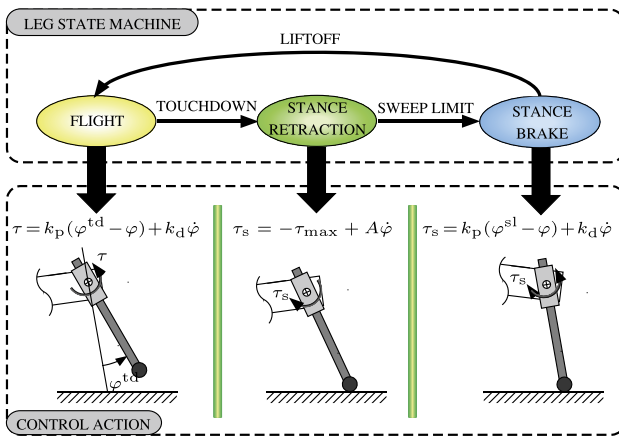 LEG STATE MACHINE
LIFTOFF
FLIGHT
TOUCHDOWN
STANCE
RETRACTION
SWEEP LIMIT
STANCE
BRAKE
τ = k_p(φ^td − φ) + k_d φ̇
τ_s = −τ_max + Aφ̇
τ_s = k_p(φ^sl − φ) + k_d φ̇
τ
τ_s
τ_s
φ^td
CONTROL ACTION